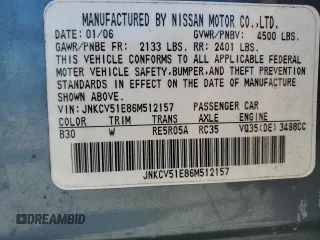 MANUFACTURED BY NISSAN MOTOR CO.,LTD.
DATE: 01/06 GVWR/PNBV: 4500 LBS.
GAWR/PNBE FR: 2133 LBS. RR: 2401 LBS.
THIS VEHICLE CONFORMS TO ALL APPLICABLE FEDERAL
MOTOR VEHICLE SAFETY,BUMPER,AND THEFT PREVENTION
STANDARDS IN EFFECT ON THE DATE OF MANUFACTURE
SHOWN ABOVE.
VIN: JNKCV51E86M512157 PASSENGER CAR
COLOR TRIM TRANS AXLE ENGINE
B30 W RE5R05A RC35 VQ35(DE)3498CC
JNKCV51E86M512157
DREAMBID